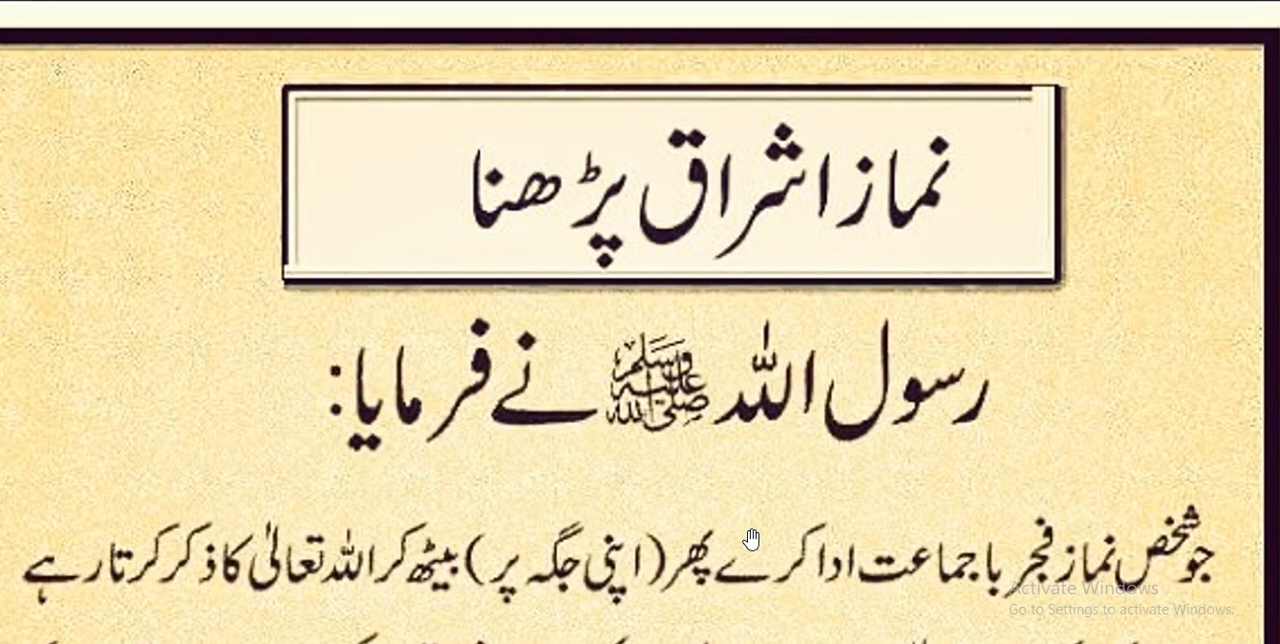 نماز اشراق پڑھنا
رسول اللہ ﷺ نے فرمایا:
جو شخص نماز فجر باجماعت ادا کرے پھر (اپنی جگہ پر) بیٹھ کر اللہ تعالیٰ کا ذکر کرتا رہے
Activate Windows
Go to Settings to activate Windows.